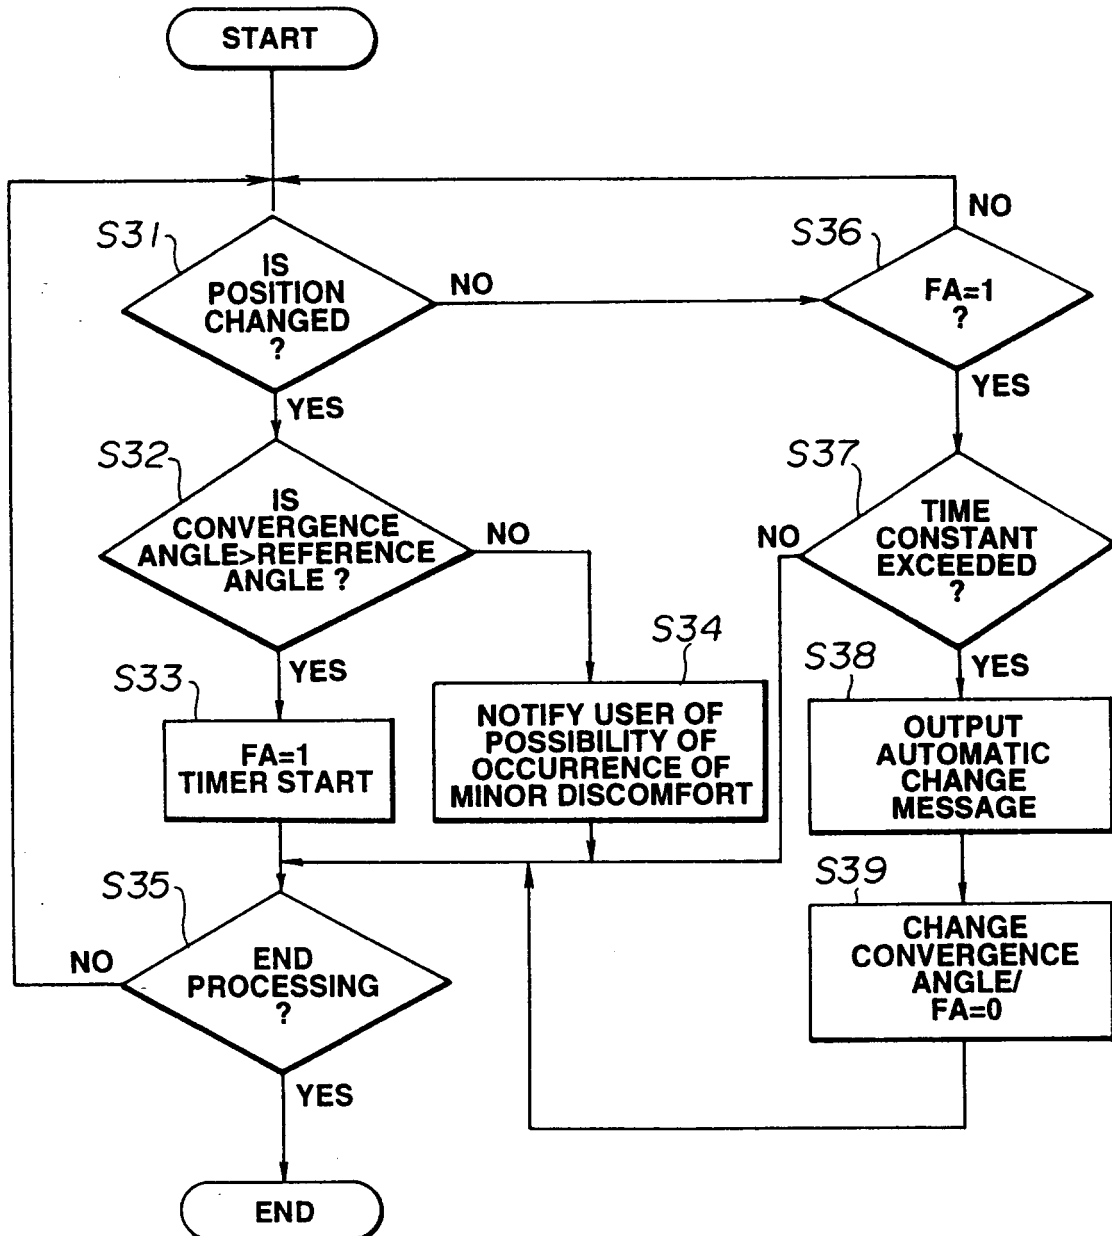 START
S31
IS
POSITION
CHANGED
?
NO
YES
S36
FA=1
?
NO
YES
S32
IS
CONVERGENCE
ANGLE>REFERENCE
ANGLE ?
NO
YES
S37
TIME
CONSTANT
EXCEEDED
?
NO
YES
S33
FA=1
TIMER START
S34
NOTIFY USER OF
POSSIBILITY OF
OCCURRENCE OF
MINOR DISCOMFORT
S38
OUTPUT
AUTOMATIC
CHANGE
MESSAGE
S35
END
PROCESSING
?
NO
YES
S39
CHANGE
CONVERGENCE
ANGLE/
FA=0
END